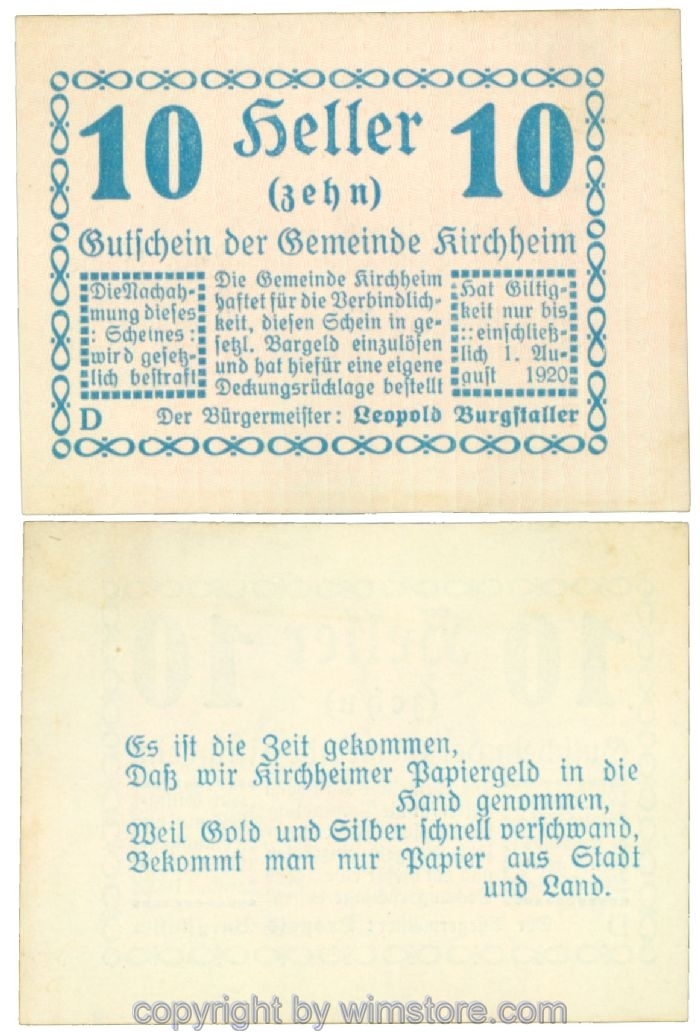 10 Heller 10
(zehn)
Gutschein der Gemeinde Kirchheim
Die Nachah-
mung dieses
: Scheines :
wird gesetz-
lich bestraft
Die Gemeinde Kirchheim
haftet für die Verbindlich-
keit, diesen Schein in ge-
setzl. Bargeld einzulösen
und hat hiefür eine eigene
Deckungsrücklage bestellt
Hat Giltig-
keit nur bis
:: einschließ-
lich 1. Au-
gust 1920
D Der Bürgermeister: Leopold Burgstaller
Es ist die Zeit gekommen,
Daß wir Kirchheimer Papiergeld in die
Hand genommen,
Weil Gold und Silber schnell verschwand,
Bekommt man nur Papier aus Stadt
und Land.
copyright by wimstore.com